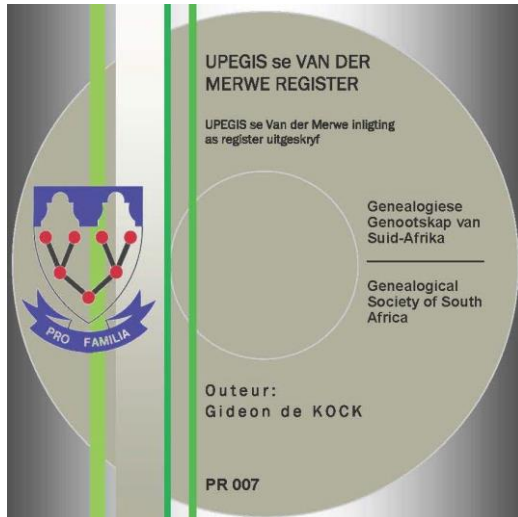 UPEGIS se VAN DER
MERWE REGISTER
UPEGIS se Van der Merwe inligting
as register uitgeskryf
Genealogiese
Genootskap van
Suid-Afrika
Genealogical
Society of South
Africa
PRO FAMILIA
Outeur:
Gideon de KOCK
PR 007